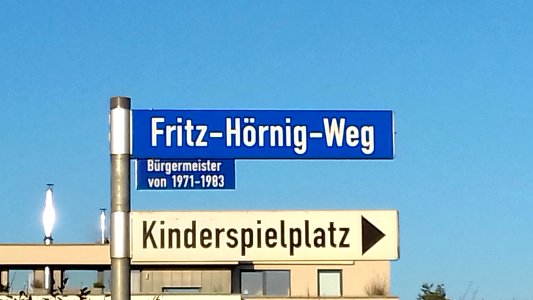 Fritz-Hörnig-Weg
Bürgermeister
von 1971-1983
Kinderspielplatz